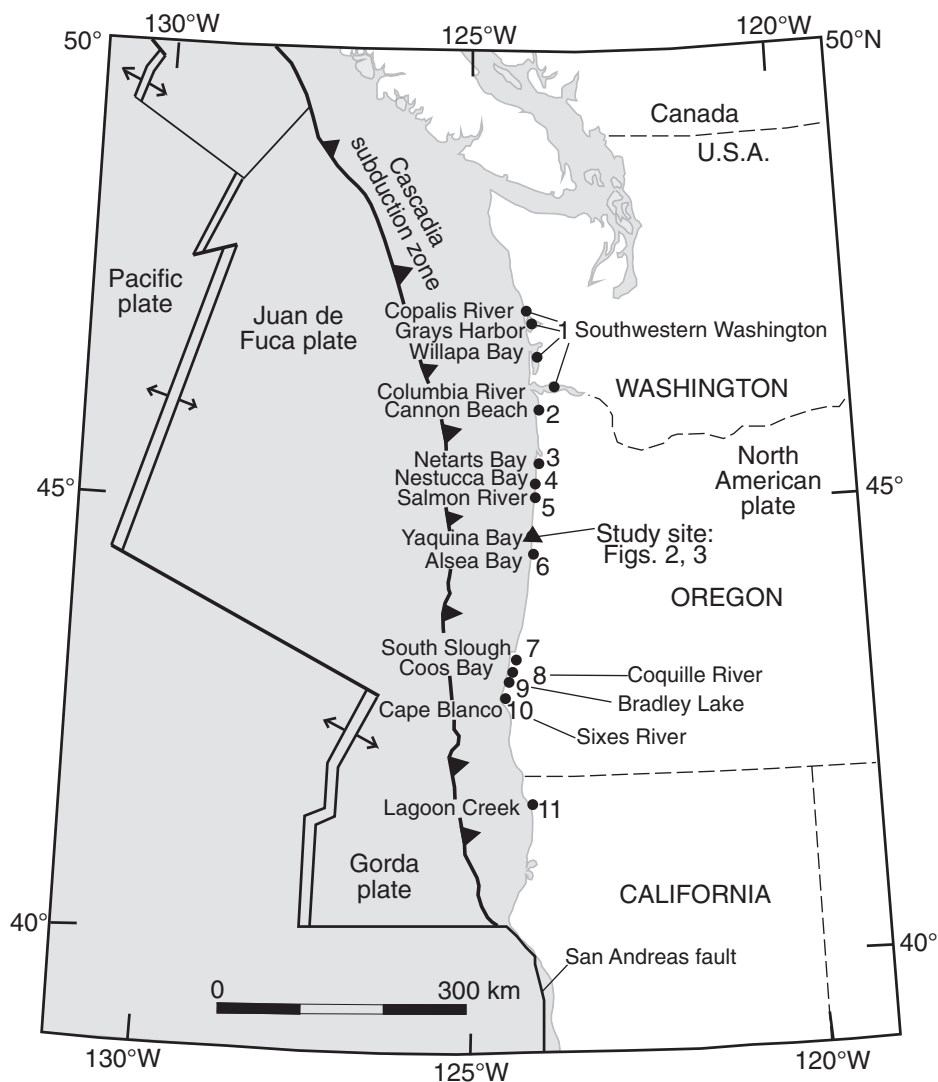 130°W
125°W
120°W
50°
50°N
Canada
U.S.A.
Cascadia
subduction zone
Pacific
plate
Juan de
Fuca plate
Copalis River
Grays Harbor
1 Southwestern Washington
Willapa Bay
WASHINGTON
Columbia River
Cannon Beach
2
Netarts Bay
3
Nestucca Bay
4
Salmon River
5
North
American
plate
45°
45°
Yaquina Bay
Study site:
Figs. 2, 3
Alsea Bay
6
OREGON
South Slough
7
Coos Bay
8
Coquille River
9
Bradley Lake
Cape Blanco
10
Sixes River
Lagoon Creek
11
Gorda
plate
CALIFORNIA
40°
40°
San Andreas fault
0
300 km
130°W
125°W
120°W